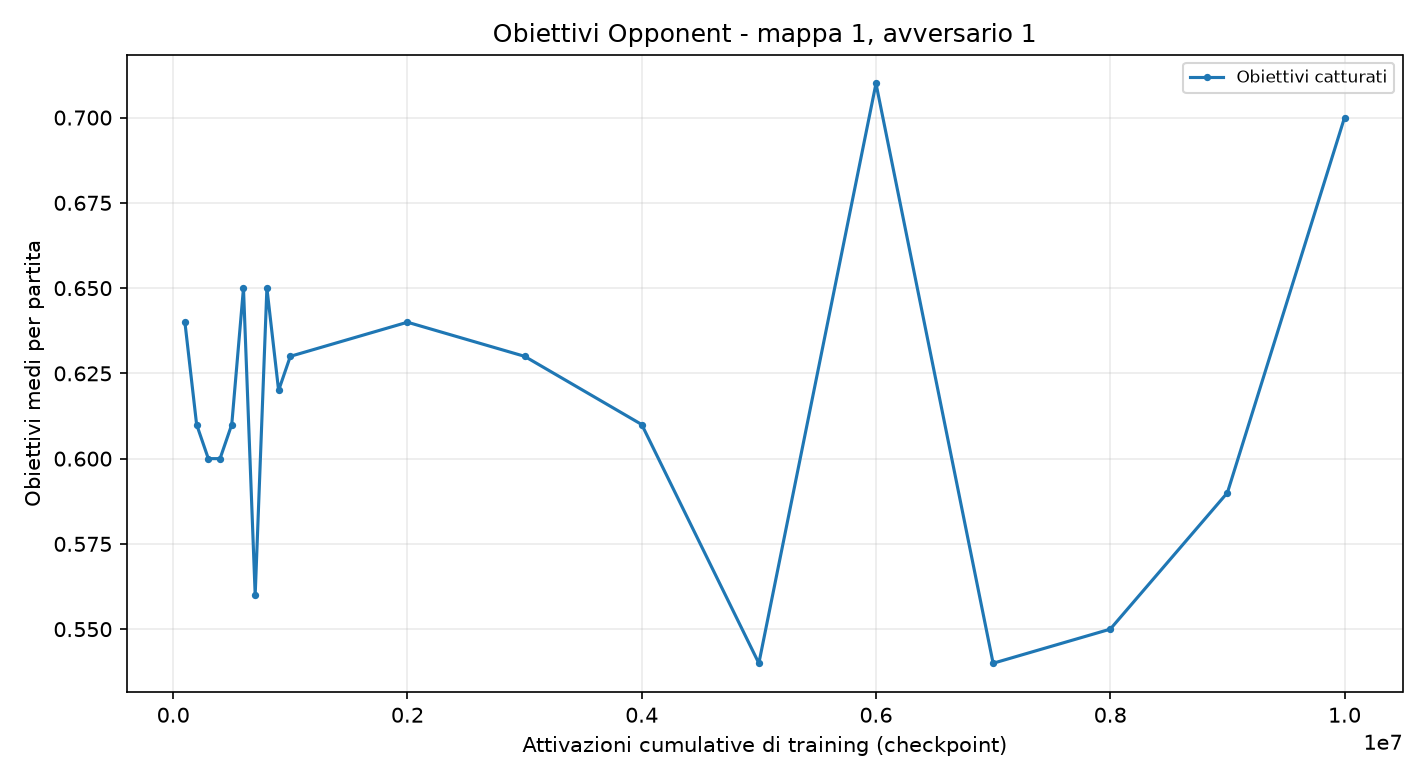 Obiettivi Opponent - mappa 1, avversario 1
Obiettivi catturati
Obiettivi medi per partita
0.700
0.675
0.650
0.625
0.600
0.575
0.550
0.0
0.2
0.4
0.6
0.8
1.0
1e7
Attivazioni cumulative di training (checkpoint)